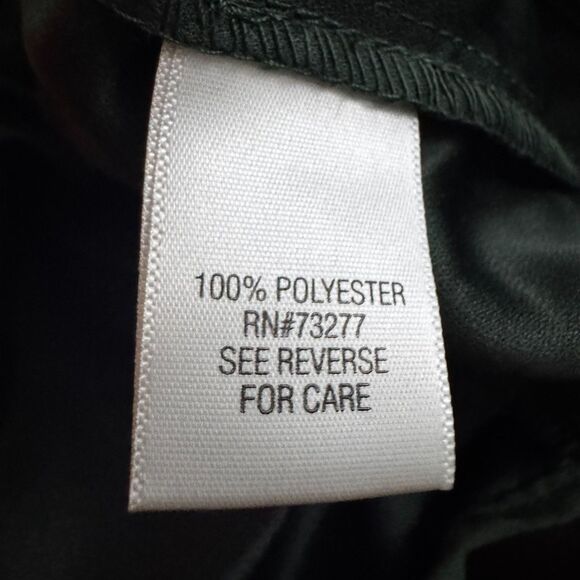 100% POLYESTER
RN#73277
SEE REVERSE
FOR CARE